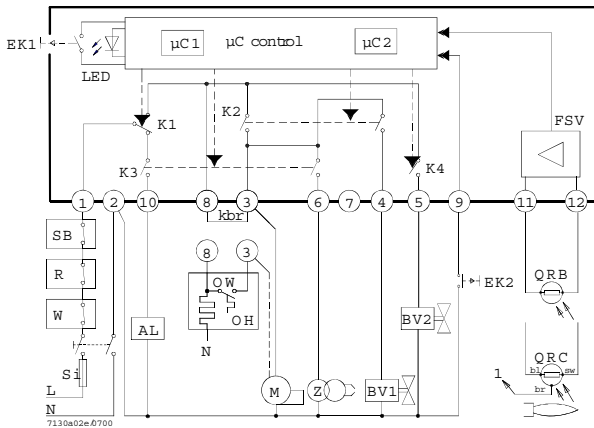 µC1
µC control
µC2
EK1
LED
FSV
K1
K2
K3
K4
1
2
10
8
kbr
3
6
7
4
5
9
11
12
SB
R
W
Si
L
N
7130a02e/0700
AL
8
3
OW
OH
N
M
Z
BV1
BV2
EK2
QRB
QRC
bl
sw
br
1